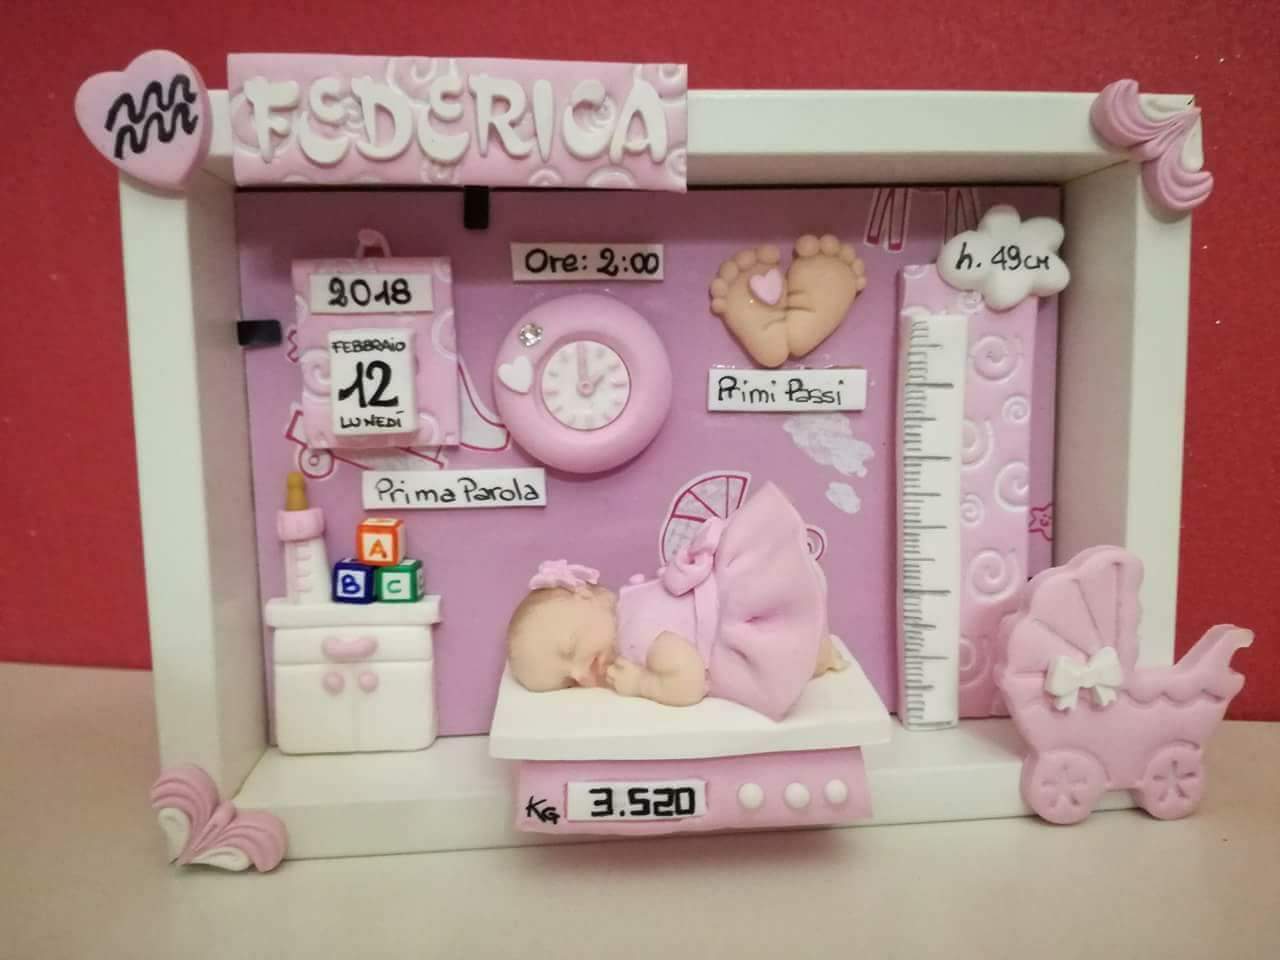 FEDERICA
2018
FEBBRAIO
12
LUNEDÌ
Ore: 2:00
h. 49cm
Primi Passi
Prima Parola
A
B C
KG 3.520